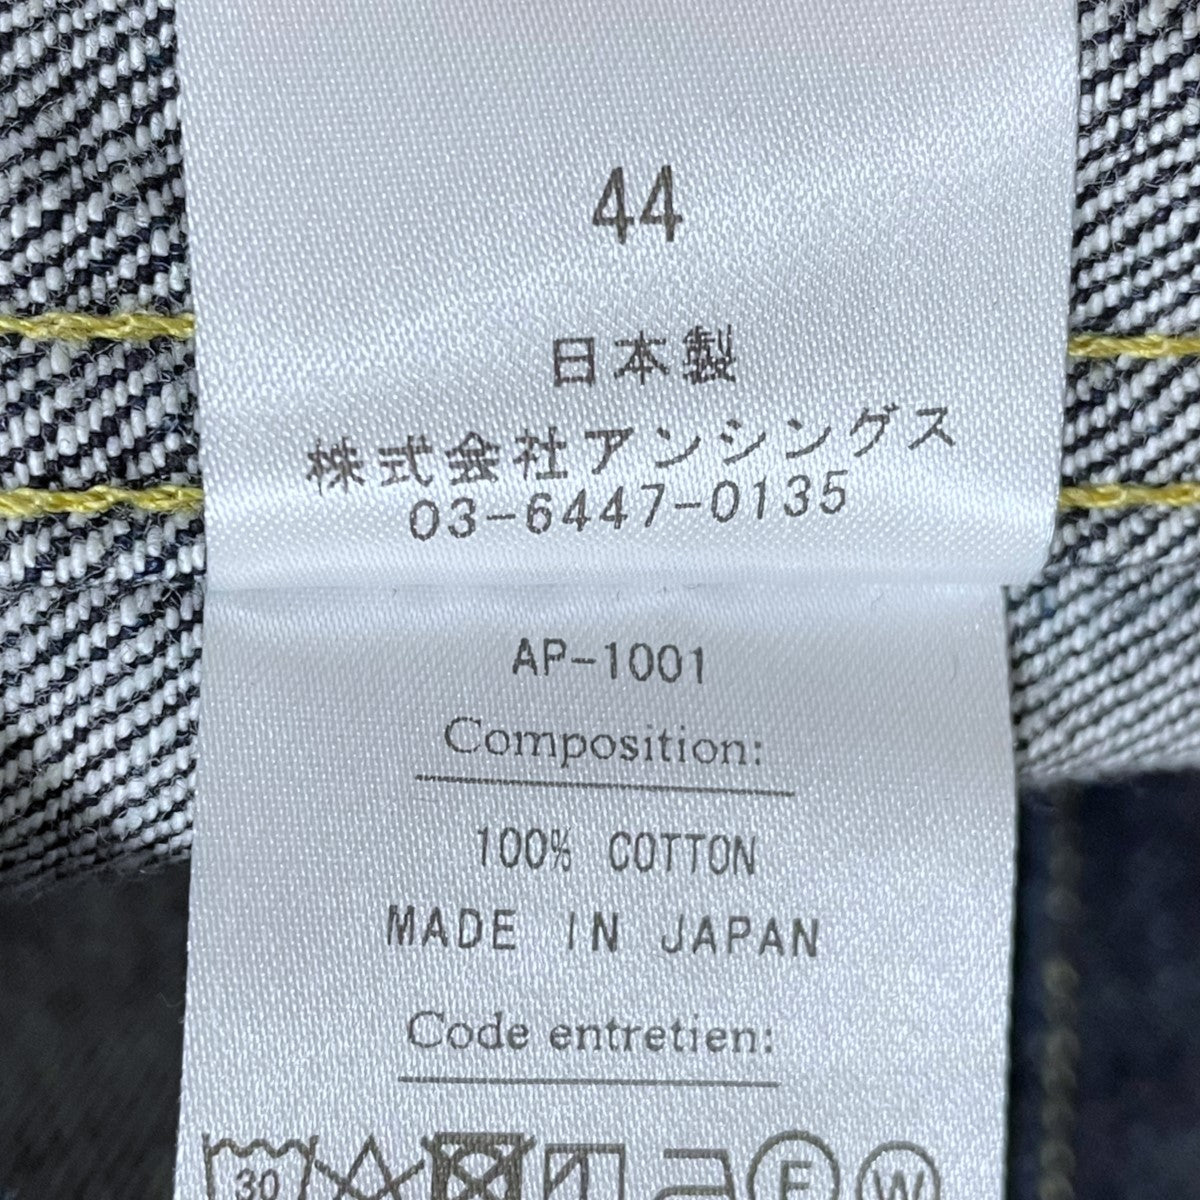 44
日本製
株式会社アンシングス
03-6447-0135
AP-1001
Composition:
100% COTTON
MADE IN JAPAN
Code entretien:
30 F W